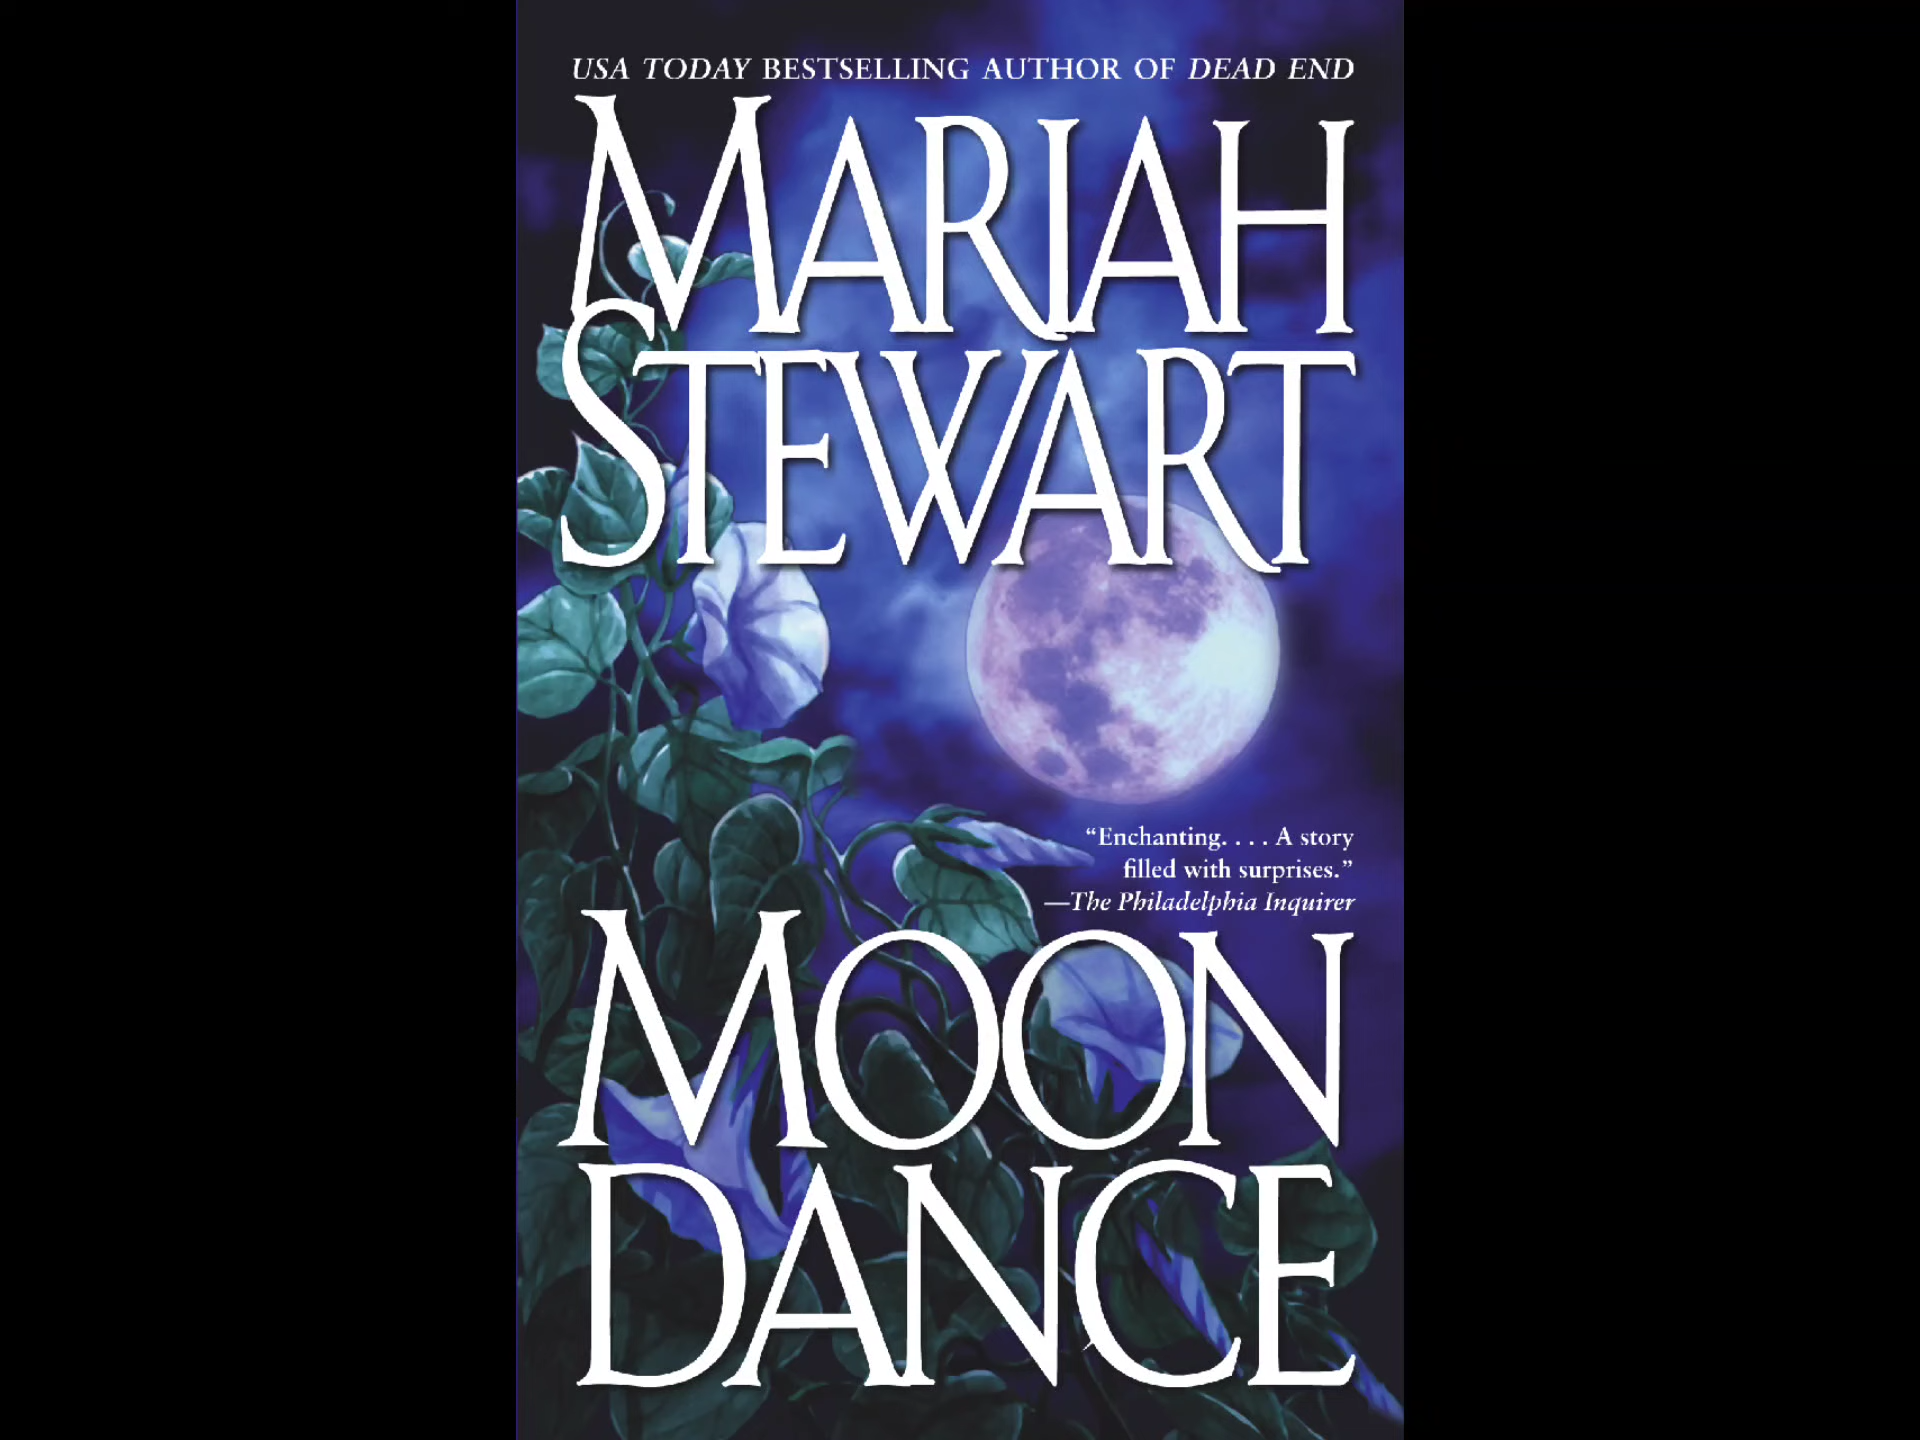 USA TODAY BESTSELLING AUTHOR OF DEAD END
MARIAH
STEWART
“Enchanting. . . . A story
filled with surprises.”
—The Philadelphia Inquirer
MOON
DANCE